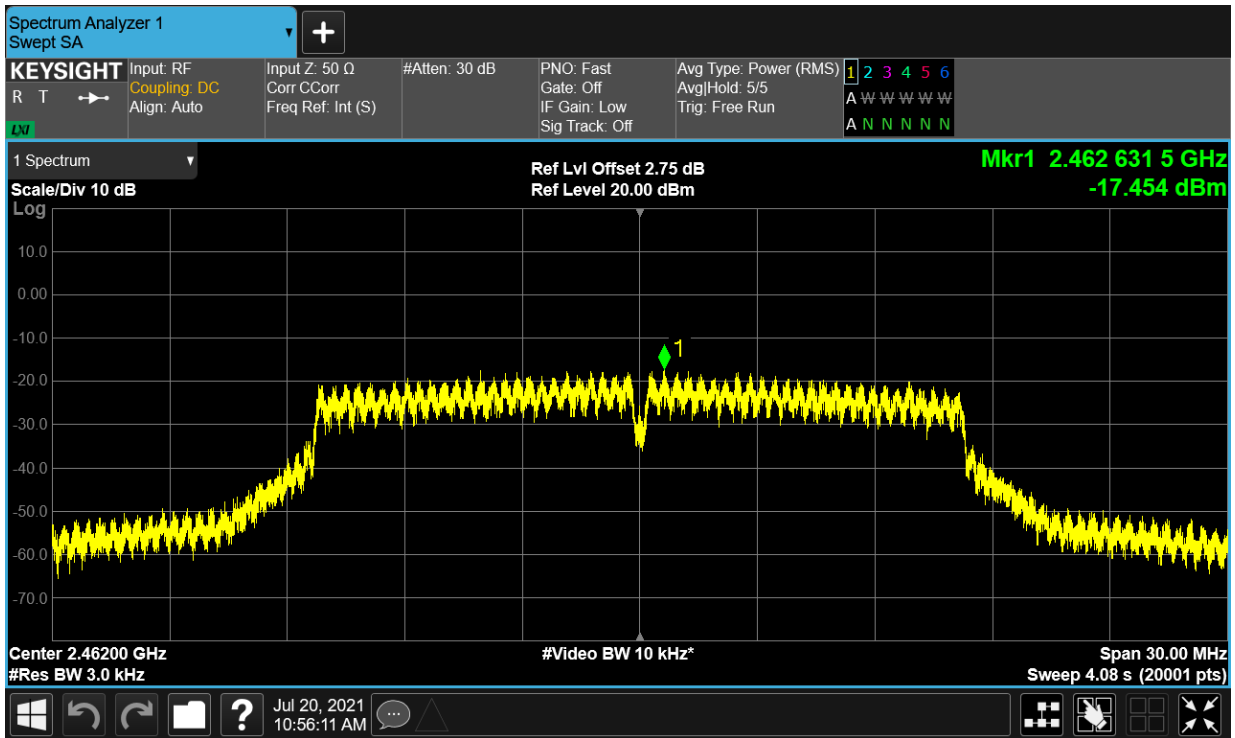 Spectrum Analyzer 1
Swept SA
KEYSIGHT
R T
LXI
Input: RF
Coupling: DC
Align: Auto
Input Z: 50 Ω
Corr CCorr
Freq Ref: Int (S)
#Atten: 30 dB
PNO: Fast
Gate: Off
IF Gain: Low
Sig Track: Off
Avg Type: Power (RMS)
Avg|Hold: 5/5
Trig: Free Run
1 2 3 4 5 6
A W W W W W
A N N N N N
1 Spectrum
Scale/Div 10 dB
Log
Ref Lvl Offset 2.75 dB
Ref Level 20.00 dBm
Mkr1 2.462 631 5 GHz
-17.454 dBm
10.0
0.00
-10.0
-20.0
-30.0
-40.0
-50.0
-60.0
-70.0
1
Center 2.46200 GHz
#Res BW 3.0 kHz
#Video BW 10 kHz*
Span 30.00 MHz
Sweep 4.08 s (20001 pts)
?
Jul 20, 2021
10:56:11 AM